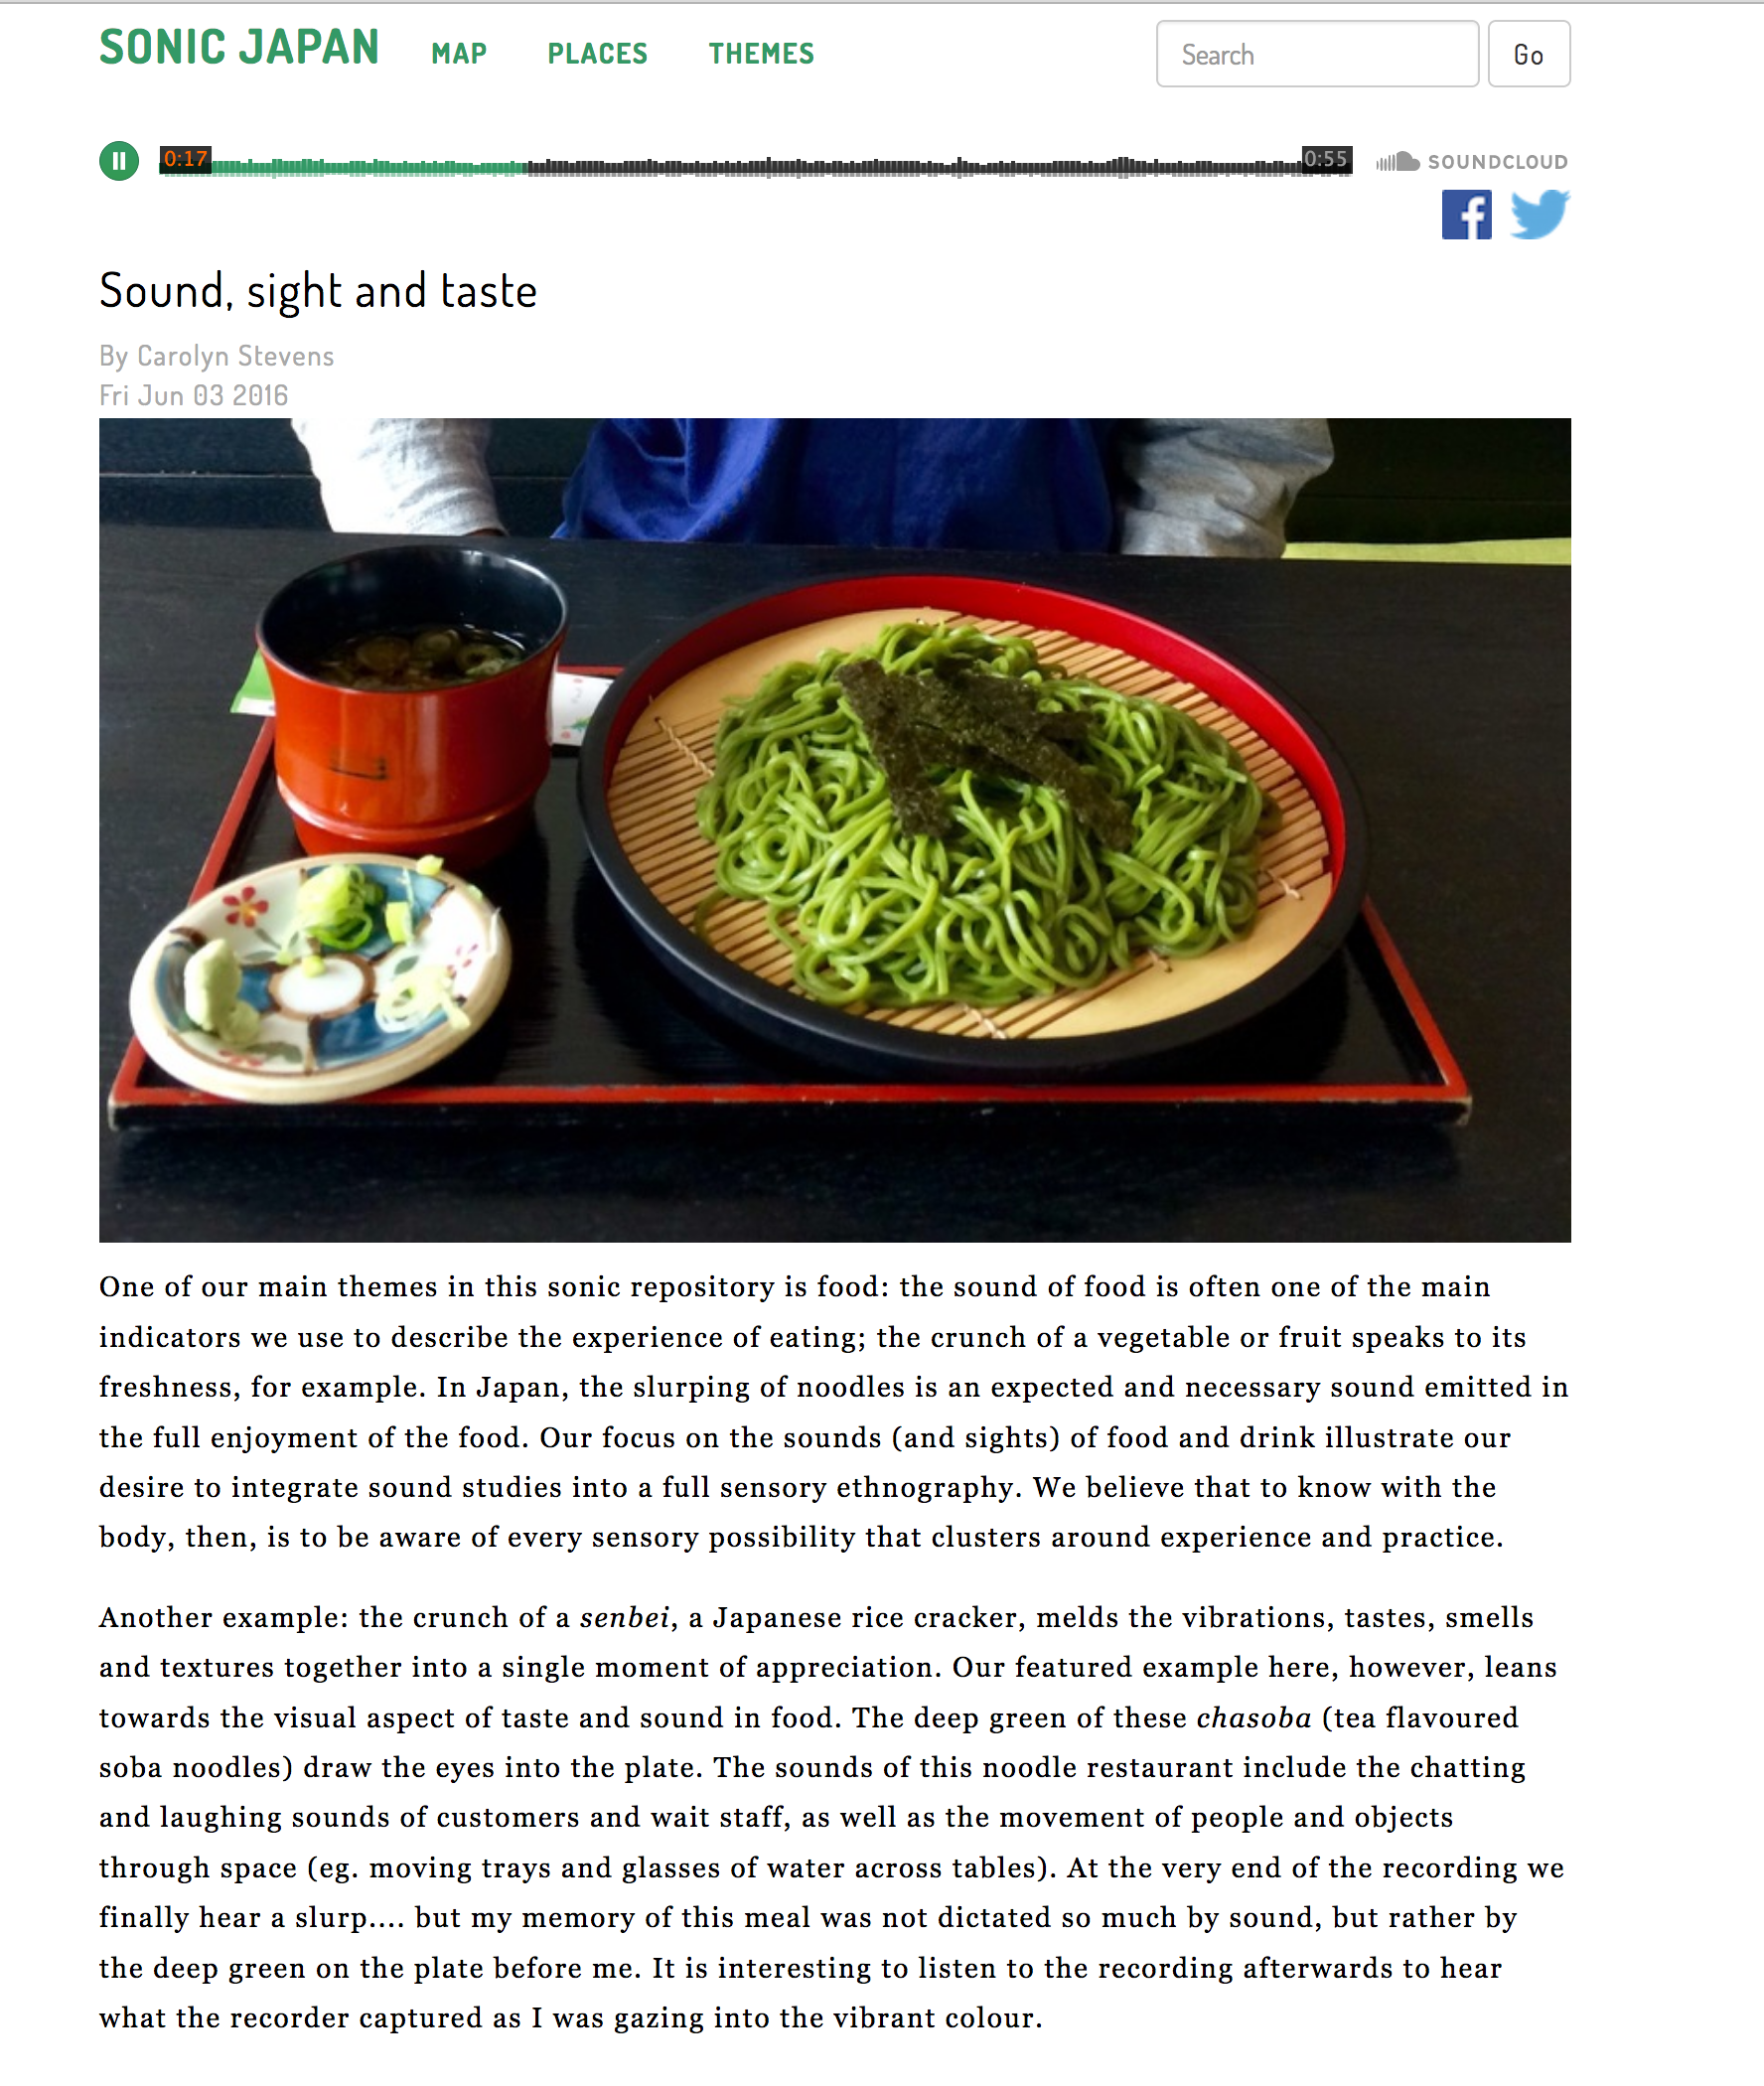 SONIC JAPAN MAP PLACES THEMES Search Go
0:17 0:55 SOUNDCLOUD
Sound, sight and taste
By Carolyn Stevens
Fri Jun 03 2016
One of our main themes in this sonic repository is food: the sound of food is often one of the main
indicators we use to describe the experience of eating; the crunch of a vegetable or fruit speaks to its
freshness, for example. In Japan, the slurping of noodles is an expected and necessary sound emitted in
the full enjoyment of the food. Our focus on the sounds (and sights) of food and drink illustrate our
desire to integrate sound studies into a full sensory ethnography. We believe that to know with the
body, then, is to be aware of every sensory possibility that clusters around experience and practice.
Another example: the crunch of a senbei, a Japanese rice cracker, melds the vibrations, tastes, smells
and textures together into a single moment of appreciation. Our featured example here, however, leans
towards the visual aspect of taste and sound in food. The deep green of these chasoba (tea flavoured
soba noodles) draw the eyes into the plate. The sounds of this noodle restaurant include the chatting
and laughing sounds of customers and wait staff, as well as the movement of people and objects
through space (eg. moving trays and glasses of water across tables). At the very end of the recording we
finally hear a slurp.... but my memory of this meal was not dictated so much by sound, but rather by
the deep green on the plate before me. It is interesting to listen to the recording afterwards to hear
what the recorder captured as I was gazing into the vibrant colour.